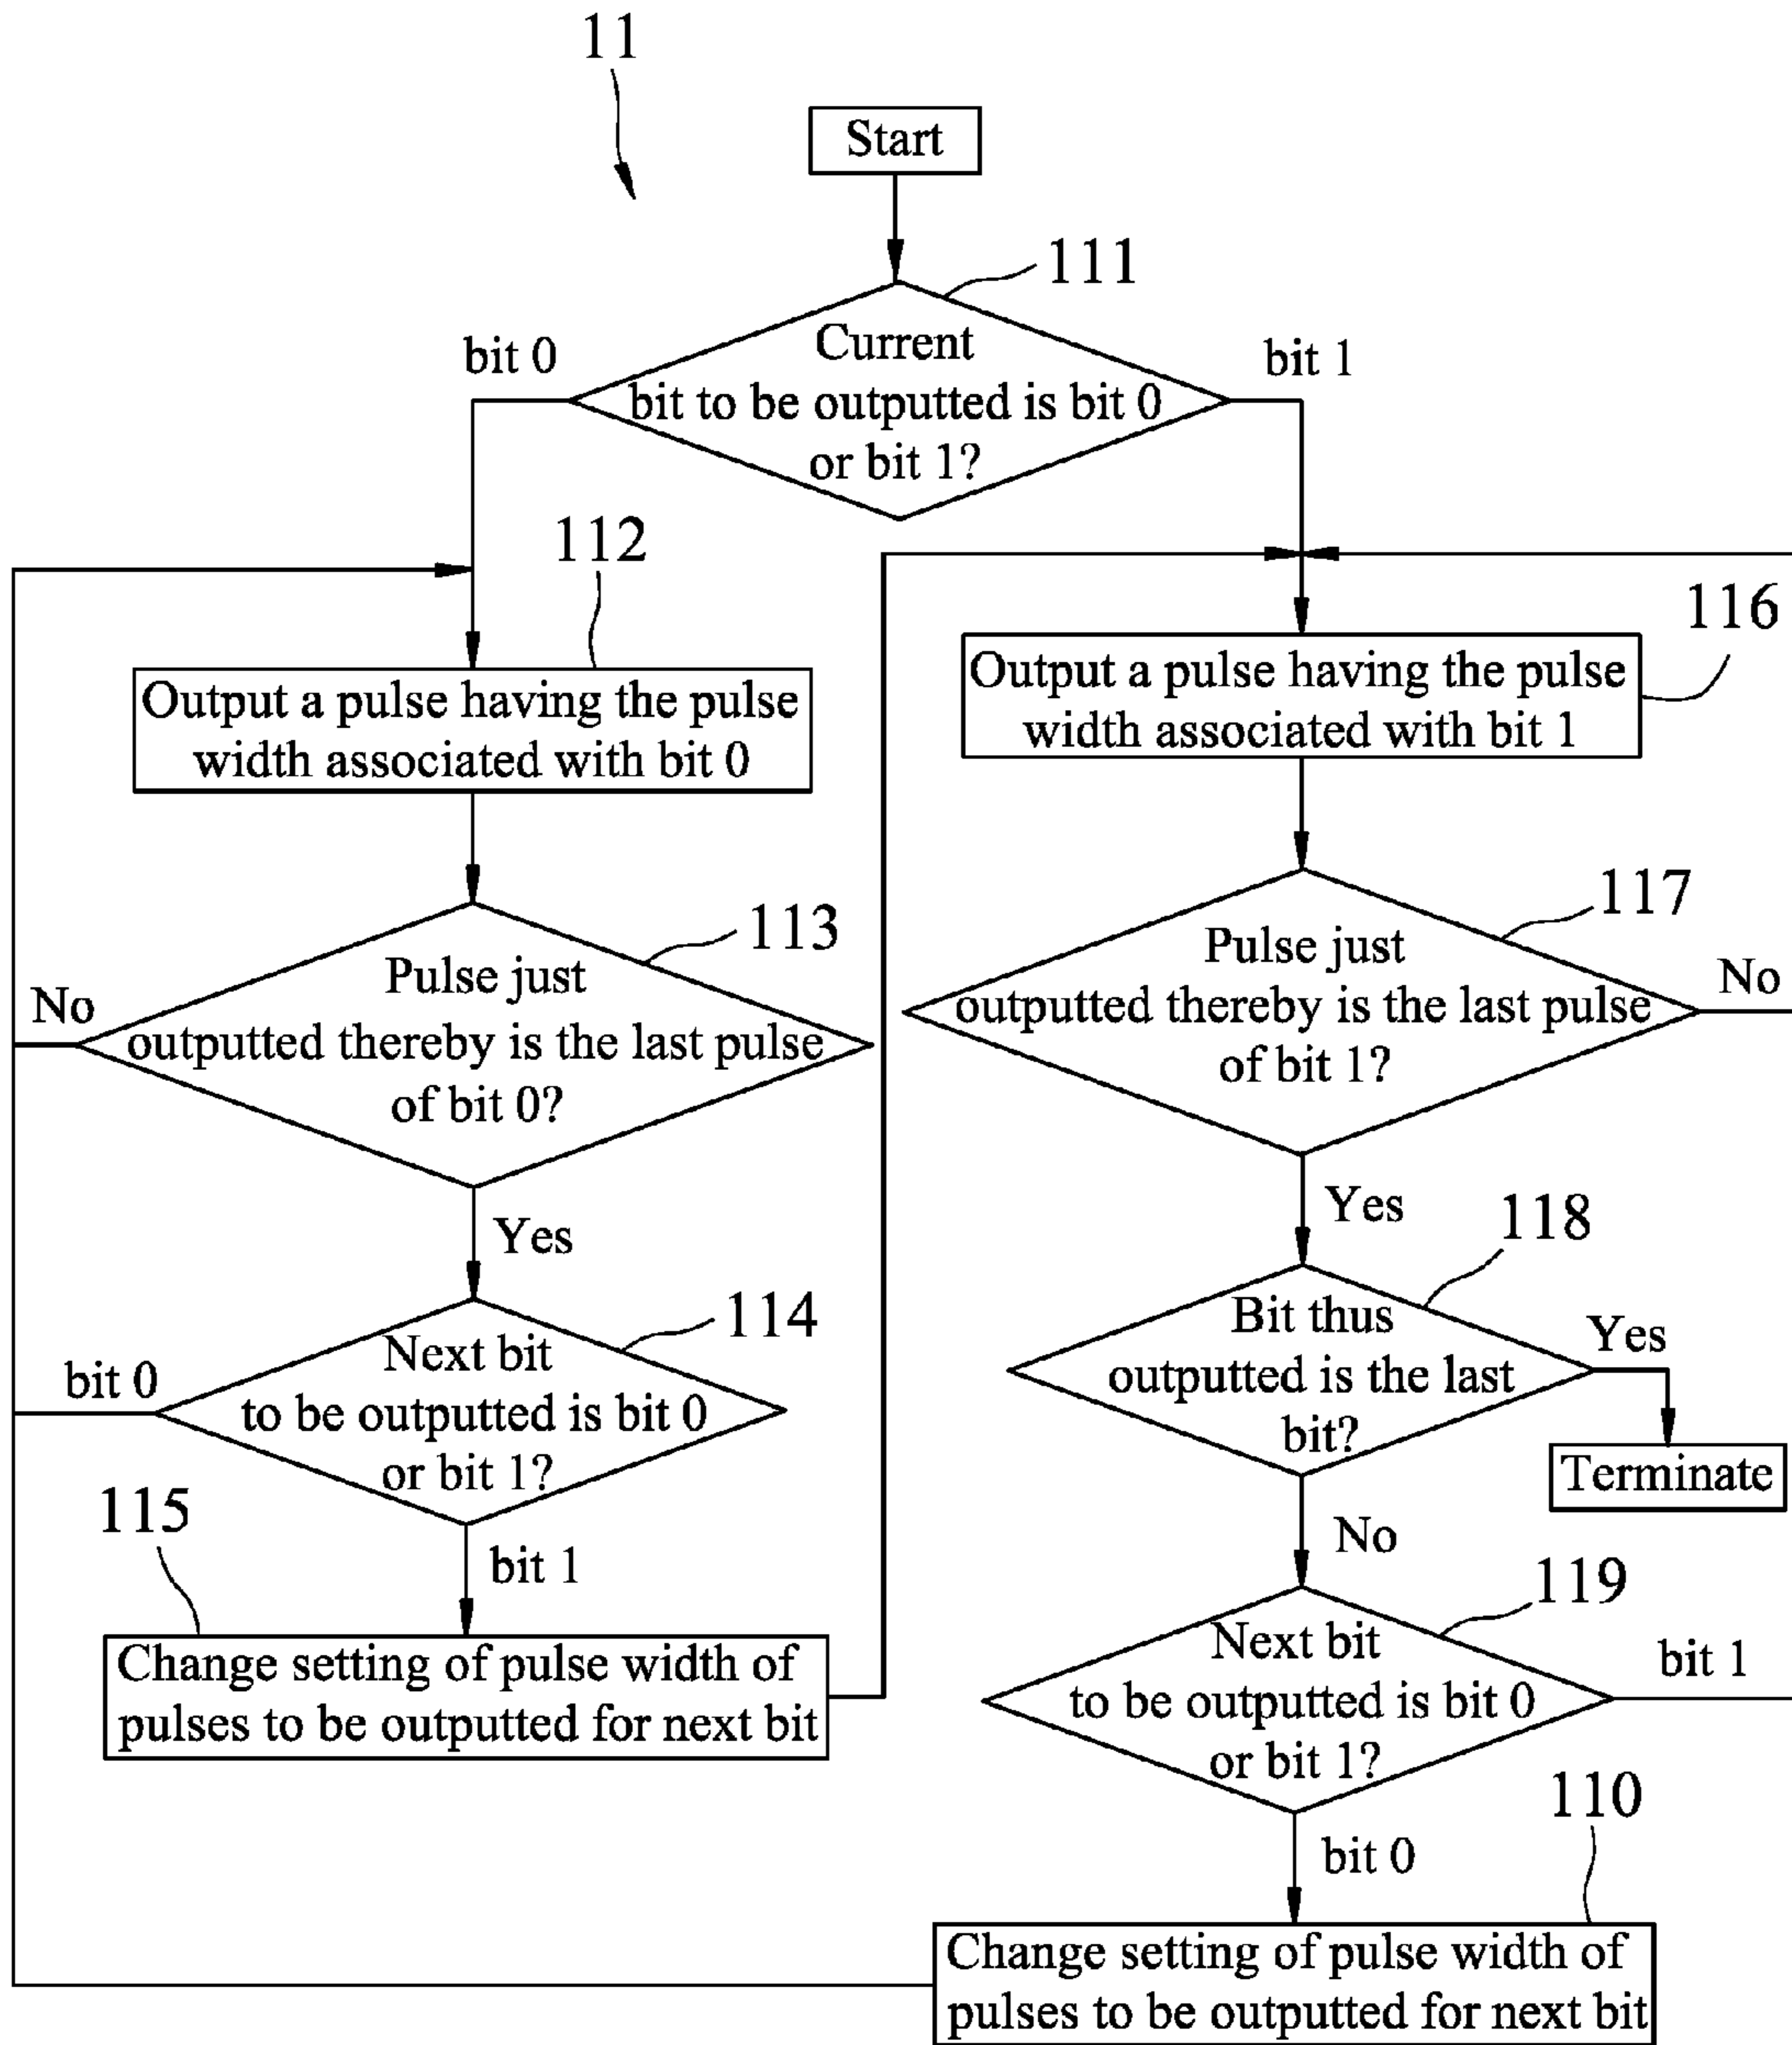 11
Start
111
Current
bit to be outputted is bit 0
or bit 1?
bit 0
bit 1
112
Output a pulse having the pulse
width associated with bit 0
116
Output a pulse having the pulse
width associated with bit 1
113
Pulse just
outputted thereby is the last pulse
of bit 0?
No
Yes
117
Pulse just
outputted thereby is the last pulse
of bit 1?
No
Yes
114
Next bit
to be outputted is bit 0
or bit 1?
bit 0
bit 1
118
Bit thus
outputted is the last
bit?
Yes
Terminate
No
115
Change setting of pulse width of
pulses to be outputted for next bit
119
Next bit
to be outputted is bit 0
or bit 1?
bit 1
bit 0
110
Change setting of pulse width of
pulses to be outputted for next bit